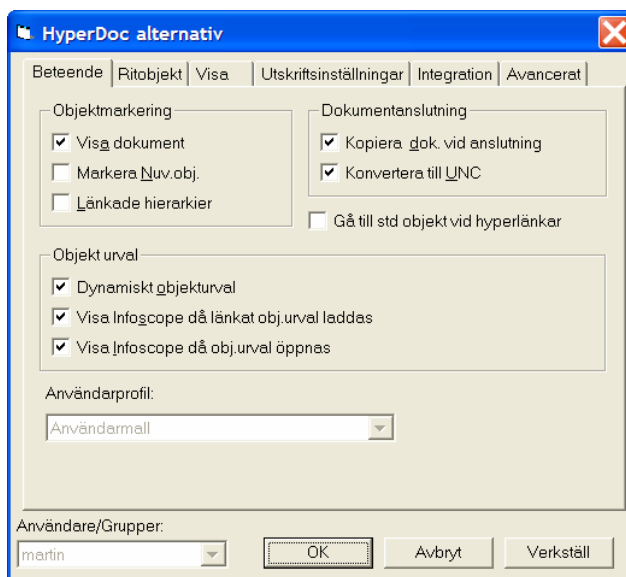 HyperDoc alternativ
Beteende Ritobjekt Visa Utskriftsinställningar Integration Avancerat
Objektmarkering
Visa dokument
Markera Nuv.obj.
Länkade hierarkier
Dokumentanslutning
Kopiera dok. vid anslutning
Konvertera till UNC
Gå till std objekt vid hyperlänkar
Objekt urval
Dynamiskt objekturval
Visa Infoscope då länkat obj.urval laddas
Visa Infoscope då obj.urval öppnas
Användarprofil:
Användarmall
Användare/Grupper:
martin
OK Avbryt Verkställ